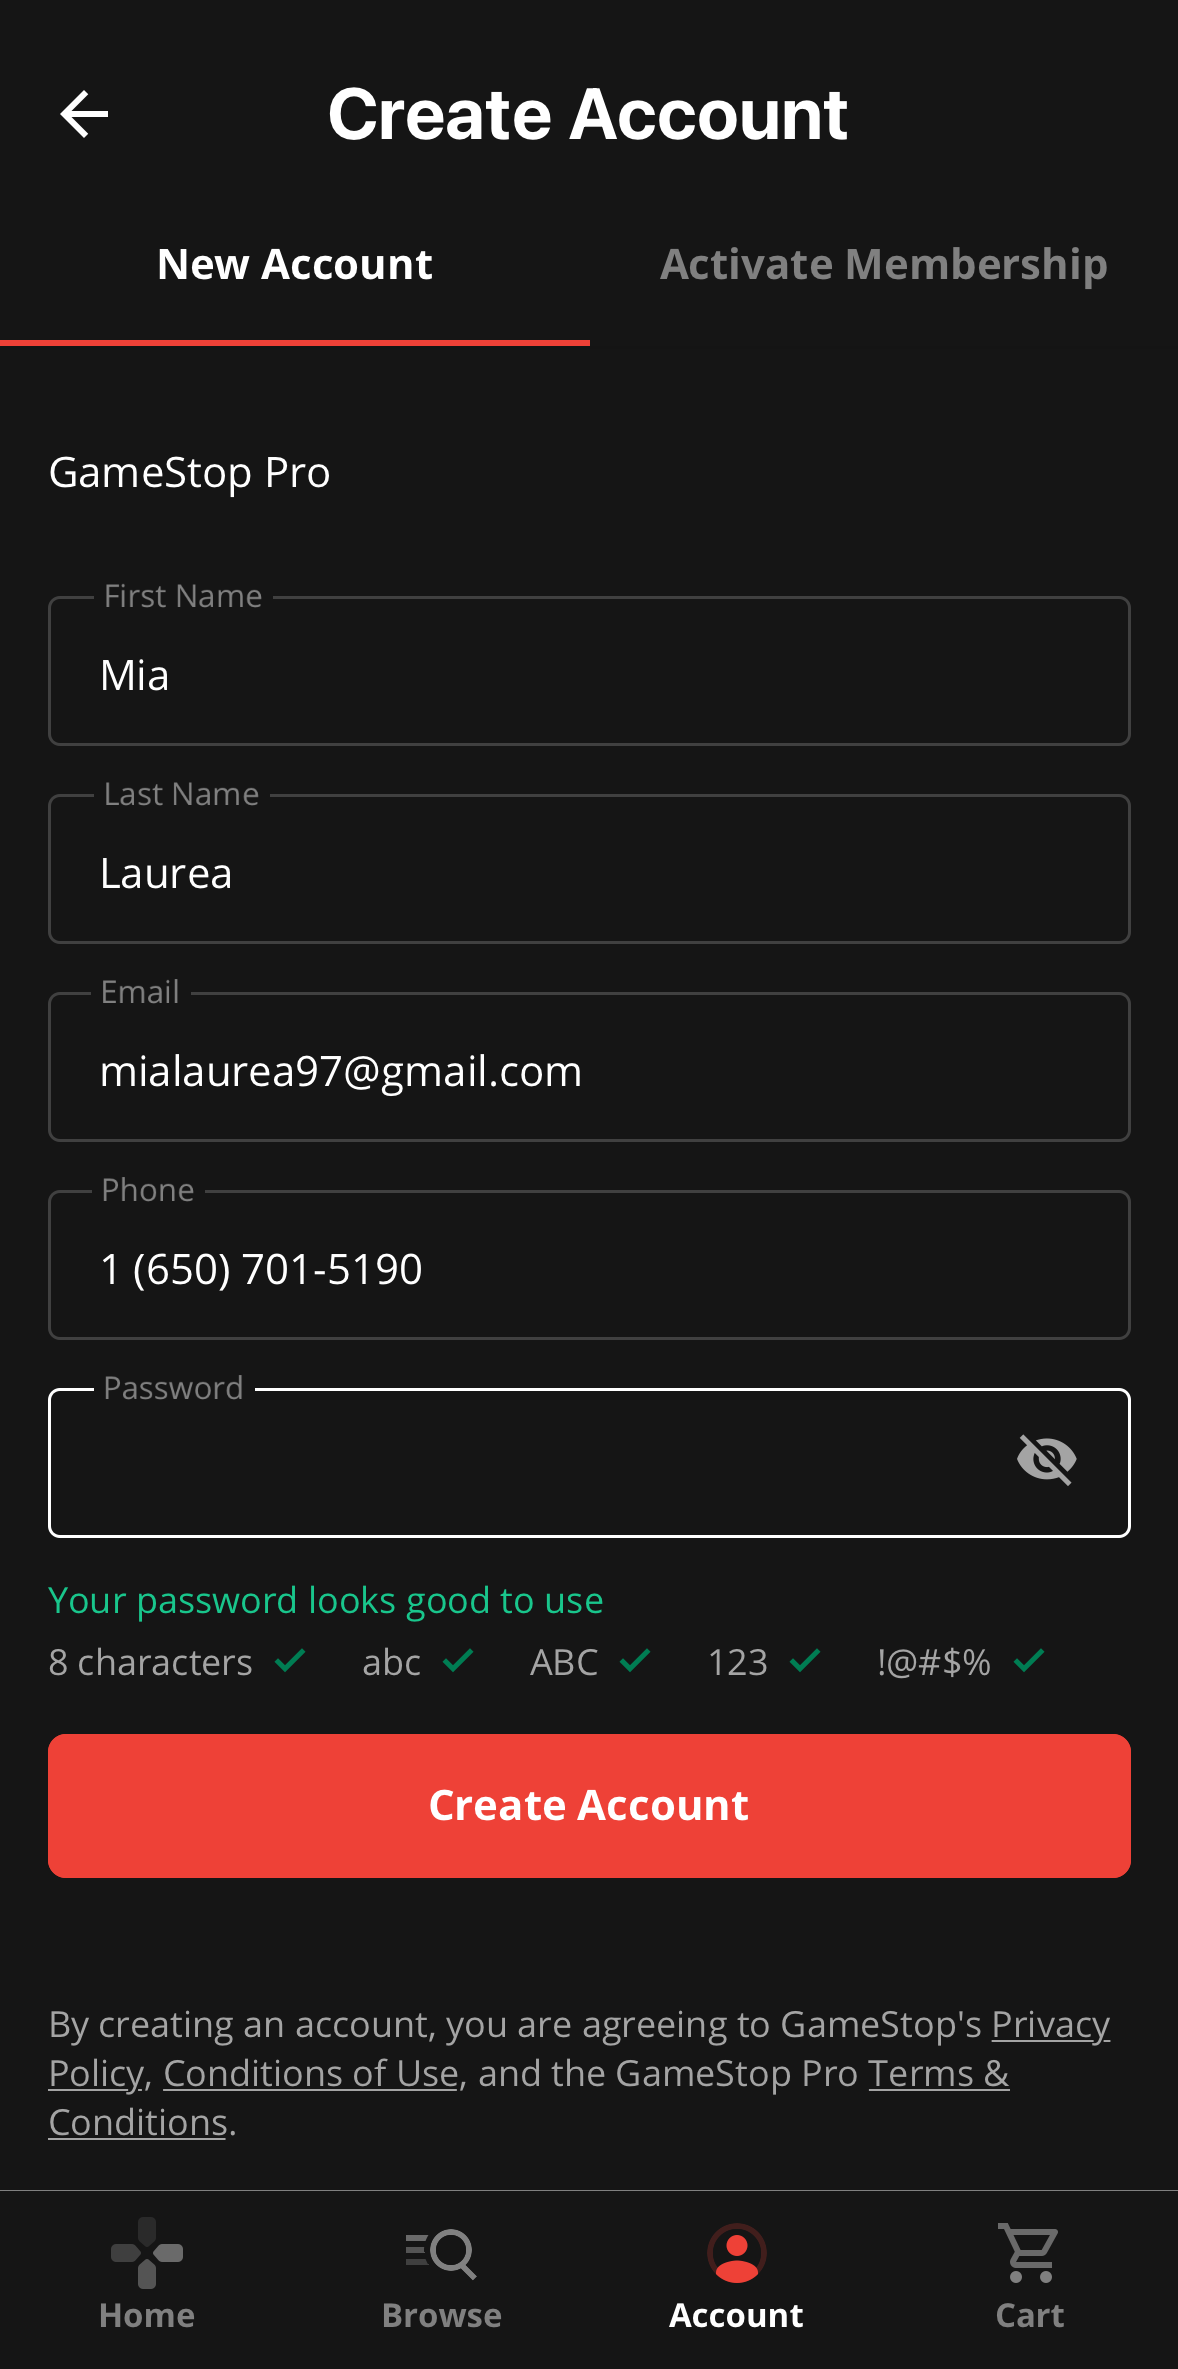 Create Account
New Account
Activate Membership
GameStop Pro
First Name
Mia
Last Name
Laurea
Email
mialaurea97@gmail.com
Phone
1 (650) 701-5190
Password
Your password looks good to use
8 characters abc ABC 123 !@#$%
Create Account
By creating an account, you are agreeing to GameStop's Privacy
Policy, Conditions of Use, and the GameStop Pro Terms &
Conditions.
Home Browse Account Cart